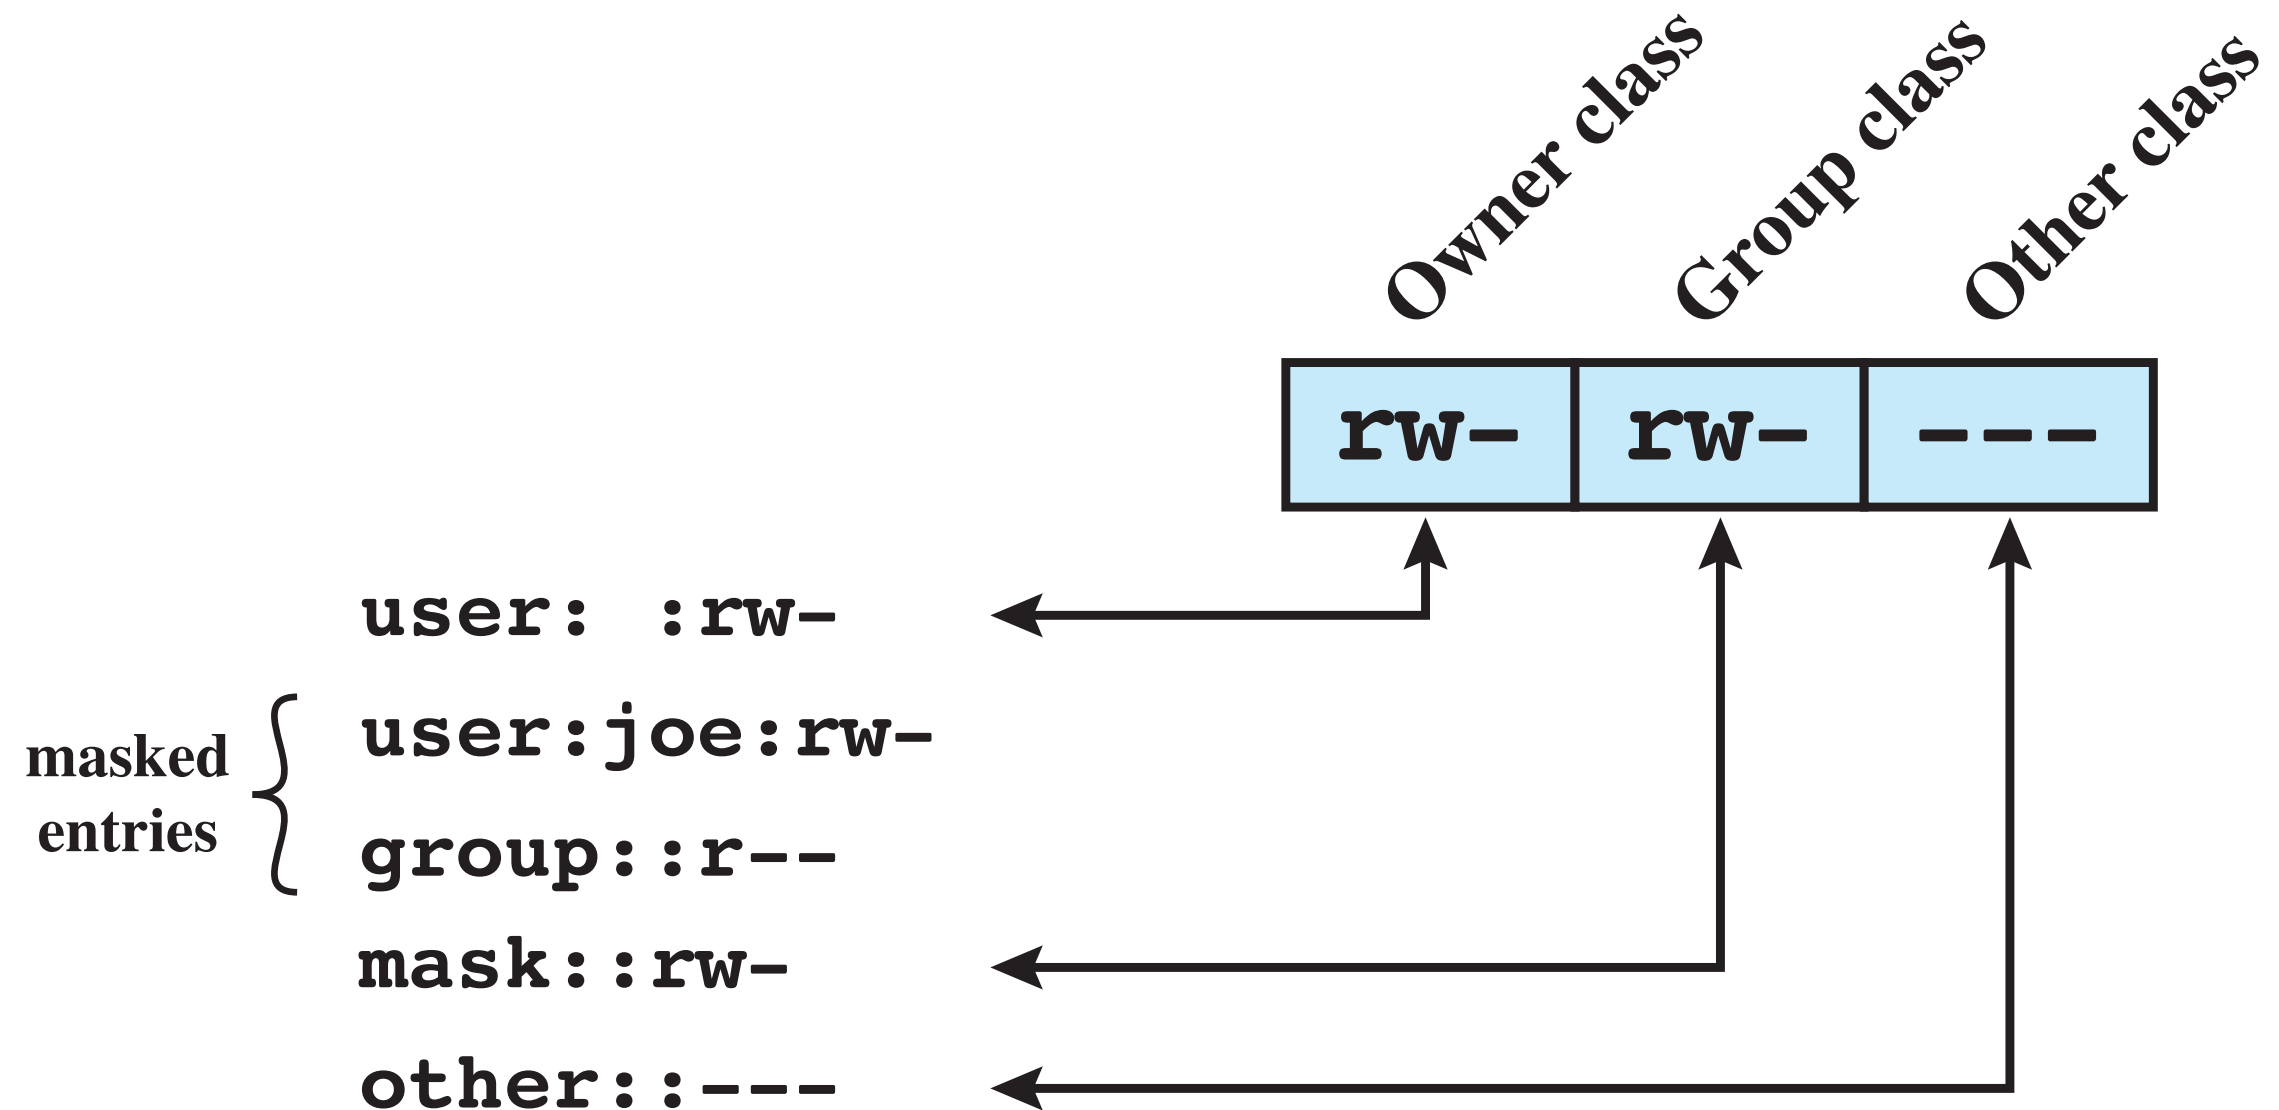 Owner class
Group class
Other class
rw- rw- ---
user: :rw-
masked
entries
user:joe:rw-
group::r--
mask::rw-
other::---